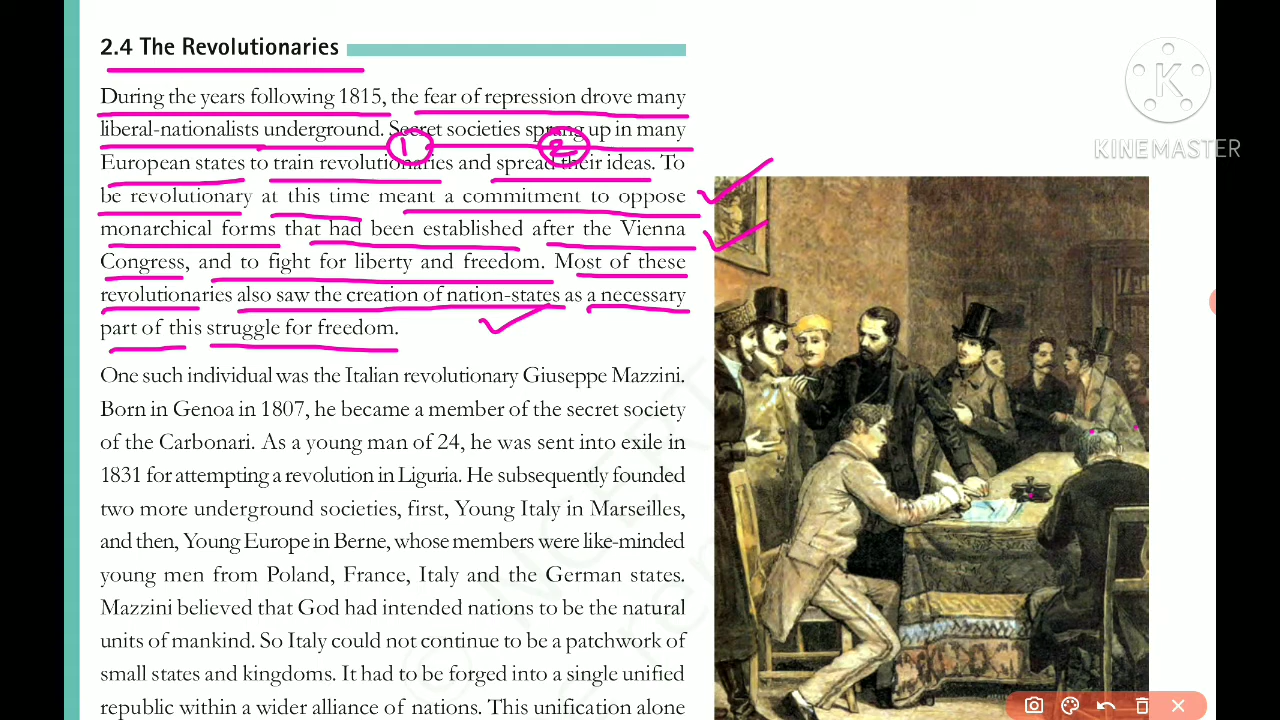 2.4 The Revolutionaries
During the years following 1815, the fear of repression drove many
liberal-nationalists underground. Secret societies sprang up in many
1 2
European states to train revolutionaries and spread their ideas. To
be revolutionary at this time meant a commitment to oppose
monarchical forms that had been established after the Vienna
Congress, and to fight for liberty and freedom. Most of these
revolutionaries also saw the creation of nation-states as a necessary
part of this struggle for freedom.
One such individual was the Italian revolutionary Giuseppe Mazzini.
Born in Genoa in 1807, he became a member of the secret society
of the Carbonari. As a young man of 24, he was sent into exile in
1831 for attempting a revolution in Liguria. He subsequently founded
two more underground societies, first, Young Italy in Marseilles,
and then, Young Europe in Berne, whose members were like-minded
young men from Poland, France, Italy and the German states.
Mazzini believed that God had intended nations to be the natural
units of mankind. So Italy could not continue to be a patchwork of
small states and kingdoms. It had to be forged into a single unified
republic within a wider alliance of nations. This unification alone
K
KINEMASTER